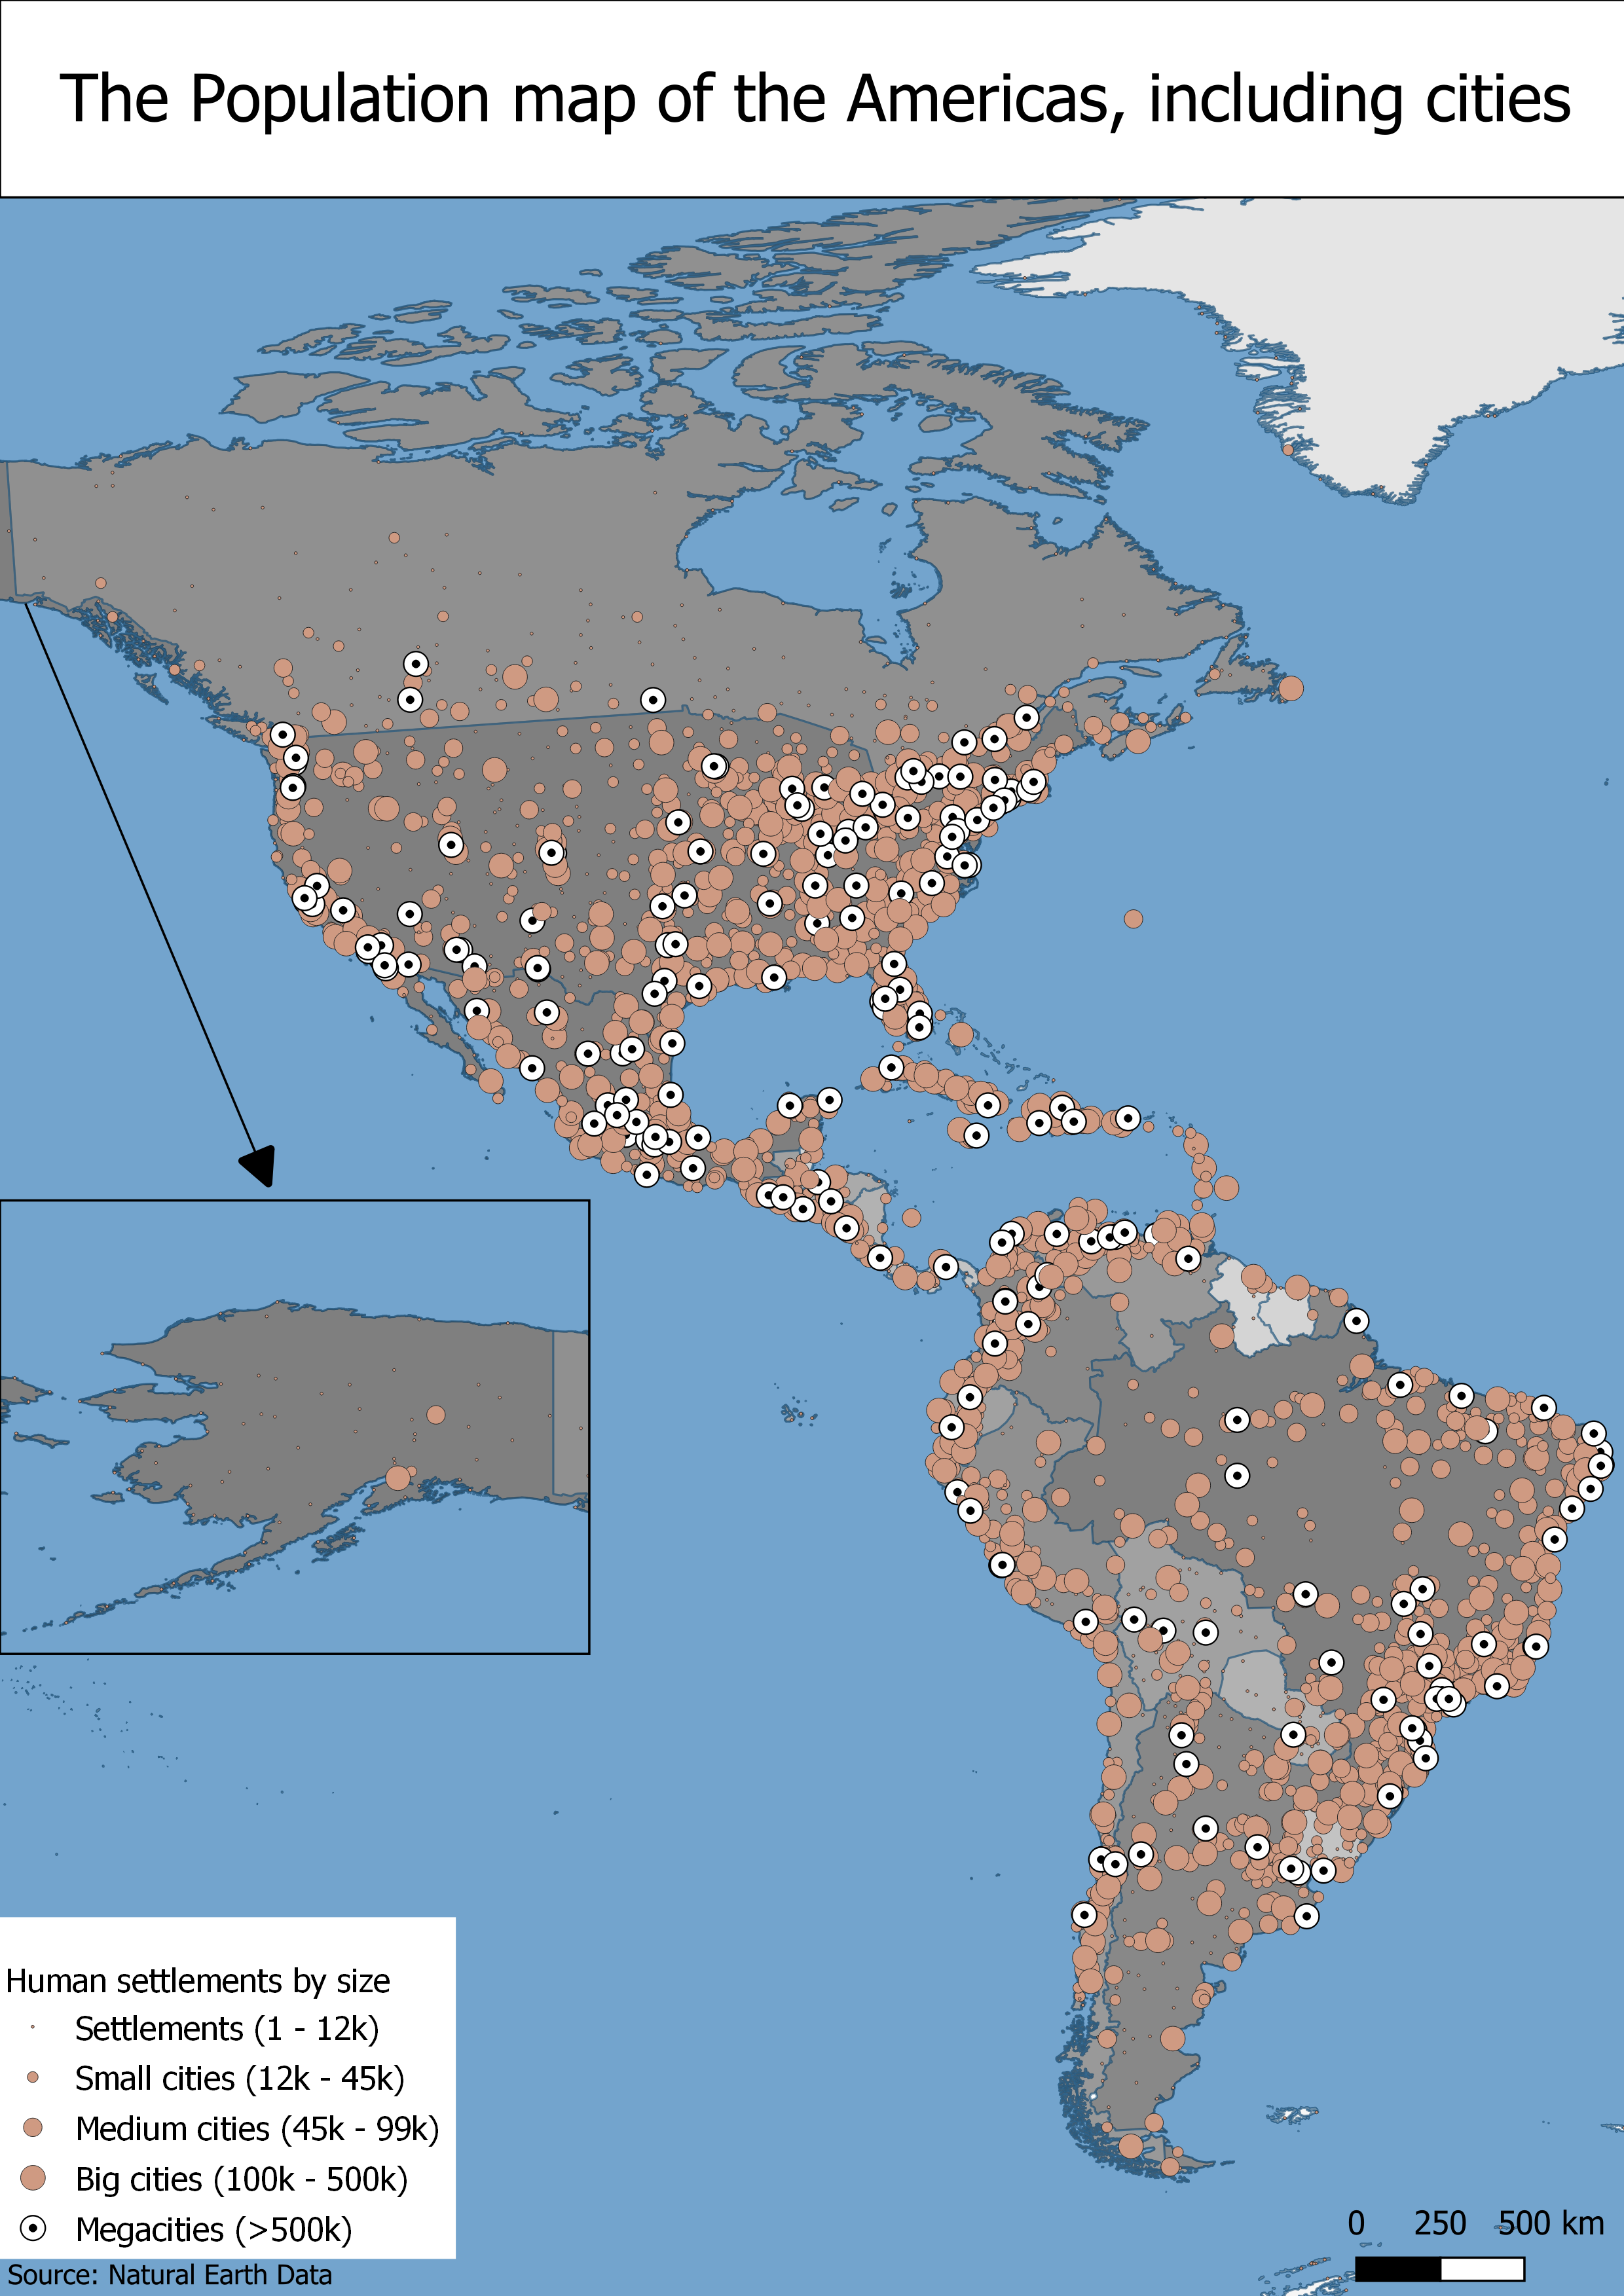 The Population map of the Americas, including cities
Human settlements by size
Settlements (1 - 12k)
Small cities (12k - 45k)
Medium cities (45k - 99k)
Big cities (100k - 500k)
Megacities (>500k)
Source: Natural Earth Data
0 250 500 km